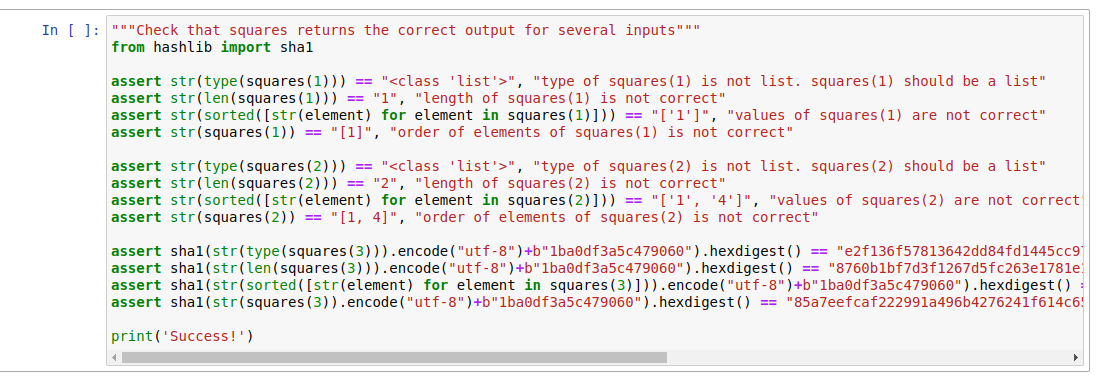 In [ ]: """Check that squares returns the correct output for several inputs"""
from hashlib import sha1
assert str(type(squares(1))) == "<class 'list'>", "type of squares(1) is not list. squares(1) should be a list"
assert str(len(squares(1))) == "1", "length of squares(1) is not correct"
assert str(sorted([str(element) for element in squares(1)])) == "['1']", "values of squares(1) are not correct"
assert str(squares(1)) == "[1]", "order of elements of squares(1) is not correct"
assert str(type(squares(2))) == "<class 'list'>", "type of squares(2) is not list. squares(2) should be a list"
assert str(len(squares(2))) == "2", "length of squares(2) is not correct"
assert str(sorted([str(element) for element in squares(2)])) == "['1', '4']", "values of squares(2) are not correct"
assert str(squares(2)) == "[1, 4]", "order of elements of squares(2) is not correct"
assert sha1(str(type(squares(3))).encode("utf-8")+b"1ba0df3a5c479060").hexdigest() == "e2f136f57813642dd84fd1445cc9
assert sha1(str(len(squares(3))).encode("utf-8")+b"1ba0df3a5c479060").hexdigest() == "8760b1bf7d3f1267d5fc263e1781e
assert sha1(str(sorted([str(element) for element in squares(3)])).encode("utf-8")+b"1ba0df3a5c479060").hexdigest() =
assert sha1(str(squares(3)).encode("utf-8")+b"1ba0df3a5c479060").hexdigest() == "85a7eefcaf222991a496b4276241f614c6
print('Success!')